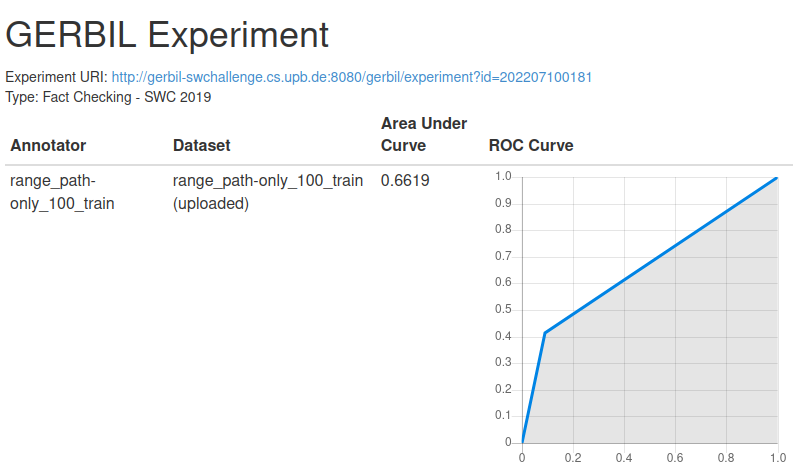 GERBIL Experiment
Experiment URI: http://gerbil-swchallenge.cs.upb.de:8080/gerbil/experiment?id=202207100181
Type: Fact Checking - SWC 2019
Annotator Dataset Area Under Curve ROC Curve
range_path-only_100_train range_path-only_100_train (uploaded) 0.6619
1.0
0.9
0.8
0.7
0.6
0.5
0.4
0.3
0.2
0.1
0
0 0.2 0.4 0.6 0.8 1.0